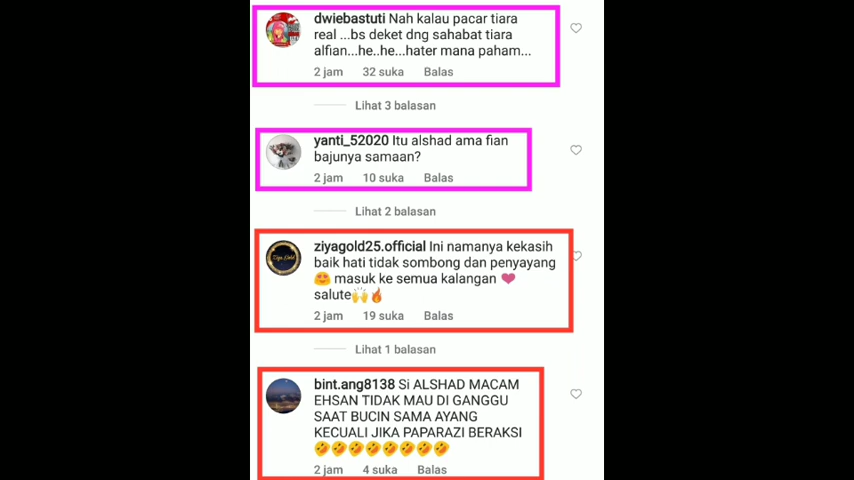 dwiebastuti Nah kalau pacar tiara
real ...bs deket dng sahabat tiara
alfian...he..he...hater mana paham...
2 jam 32 suka Balas
Lihat 3 balasan
yanti_52020 Itu alshad ama fian
bajunya samaan?
2 jam 10 suka Balas
Lihat 2 balasan
ziyagold25.official Ini namanya kekasih
baik hati tidak sombong dan penyayang
😍 masuk ke semua kalangan ❤
salute🙌🔥
2 jam 19 suka Balas
Lihat 1 balasan
bint.ang8138 Si ALSHAD MACAM
EHSAN TIDAK MAU DI GANGGU
SAAT BUCIN SAMA AYANG
KECUALI JIKA PAPARAZI BERAKSI
🤣🤣🤣🤣🤣🤣🤣🤣
2 jam 4 suka Balas